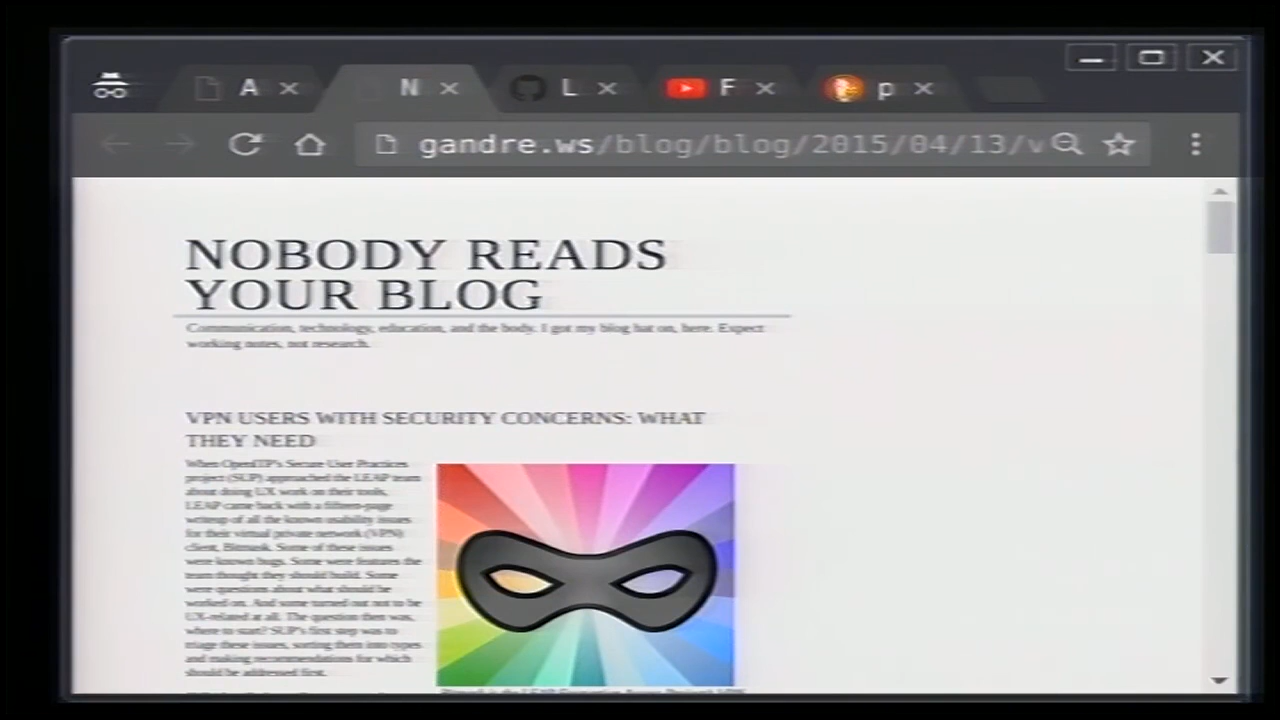 A
N
L
F
p
gandre.ws/blog/blog/2015/04/13/v
NOBODY READS
YOUR BLOG
Communication, technology, education, and the body. I got my blog hat on, here. Expect
working notes, not research.
VPN USERS WITH SECURITY CONCERNS: WHAT
THEY NEED
When OpenITP's Secure User Practices
project (SUP) approached the LEAP team
about doing UX work on their tools,
LEAP came back with a fifteen-page
writeup of all the known usability issues
for their virtual private network (VPN)
client, Bitmask. Some of these issues
were known bugs. Some were features the
team thought they should build. Some
were questions about what should be
worked on. And some turned out not to be
UX-related at all. The question then was,
where to start? SUP's first step was to
triage these issues, sorting them into types
and making recommendations for which
should be addressed first.